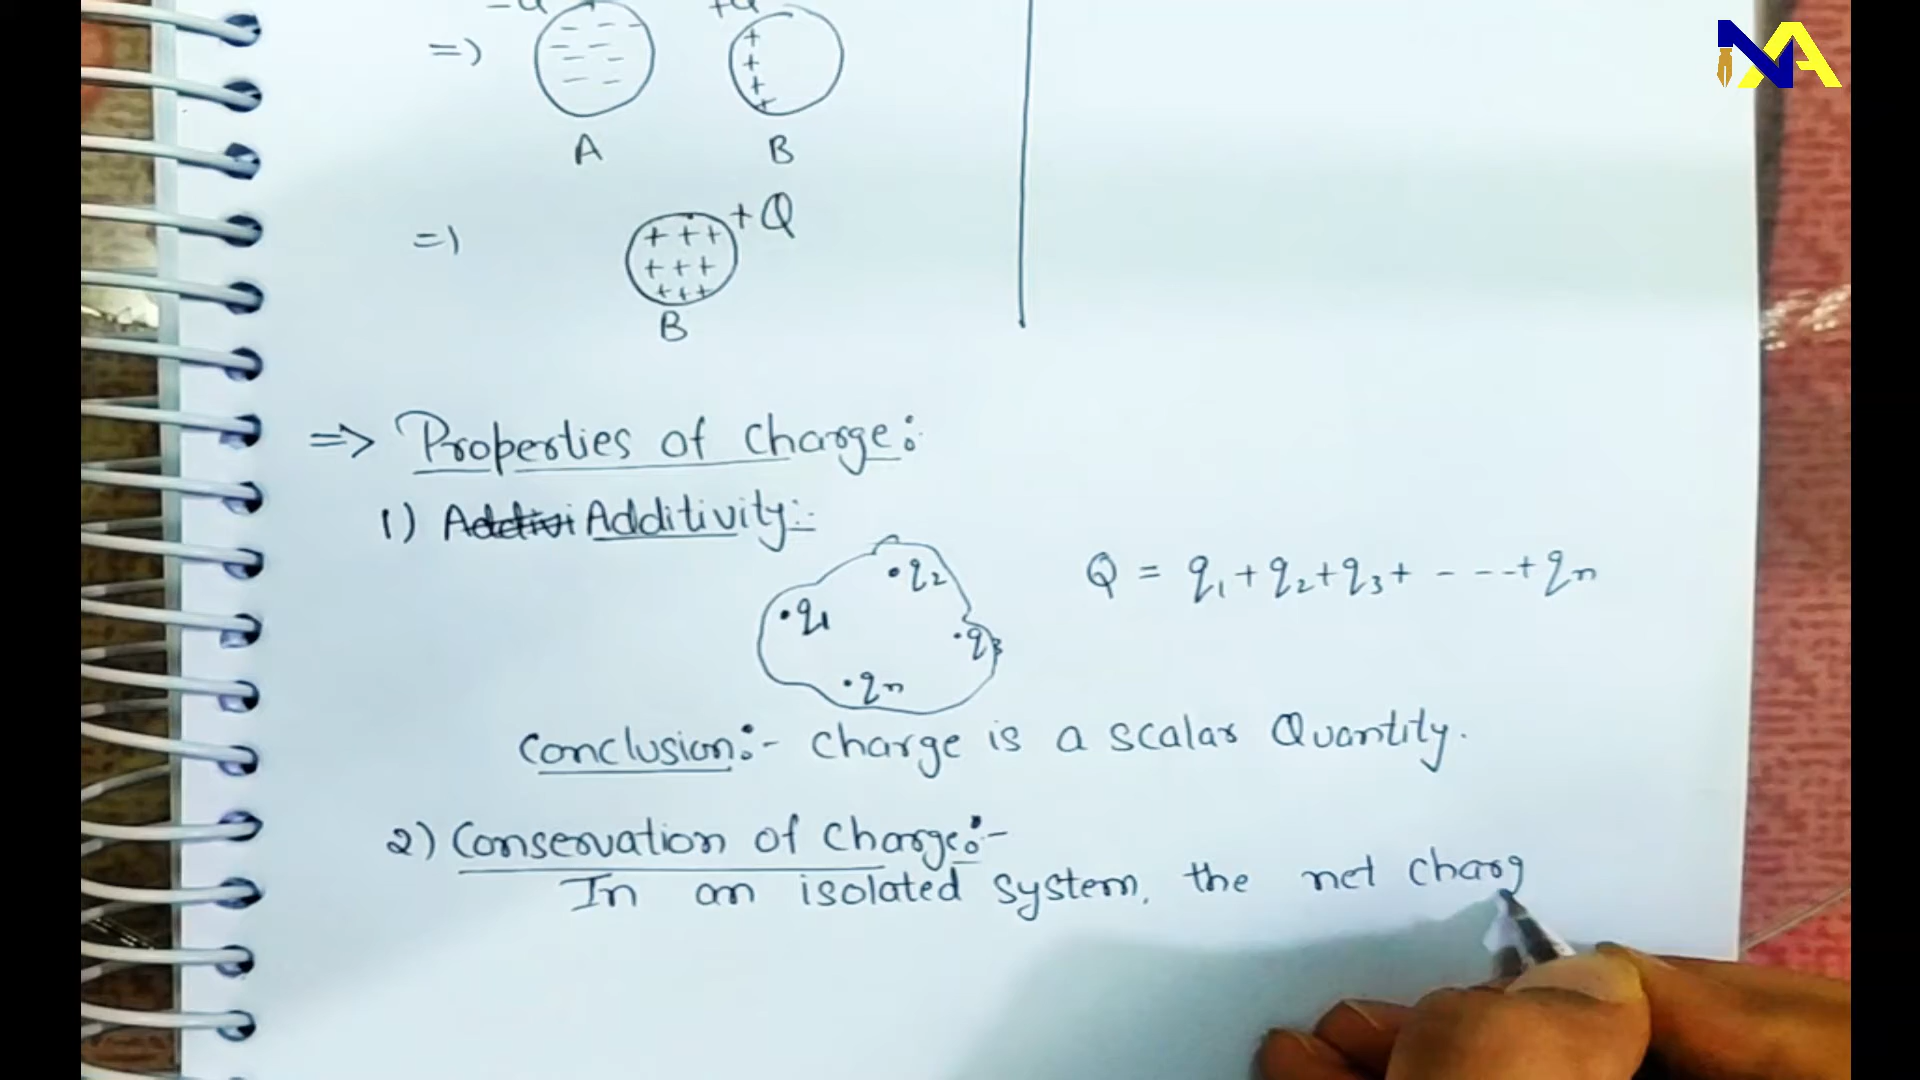 -Q +Q
=)
A B
=) +Q
B
=> Properties of Charge:
1) Additivity:-
q1 q2 q3 qn
Q = q1 + q2 + q3 + - - - + qn
Conclusion:- Charge is a scalar Quantity.
2) Conservation of Charge:-
In an isolated system, the net charg
NA